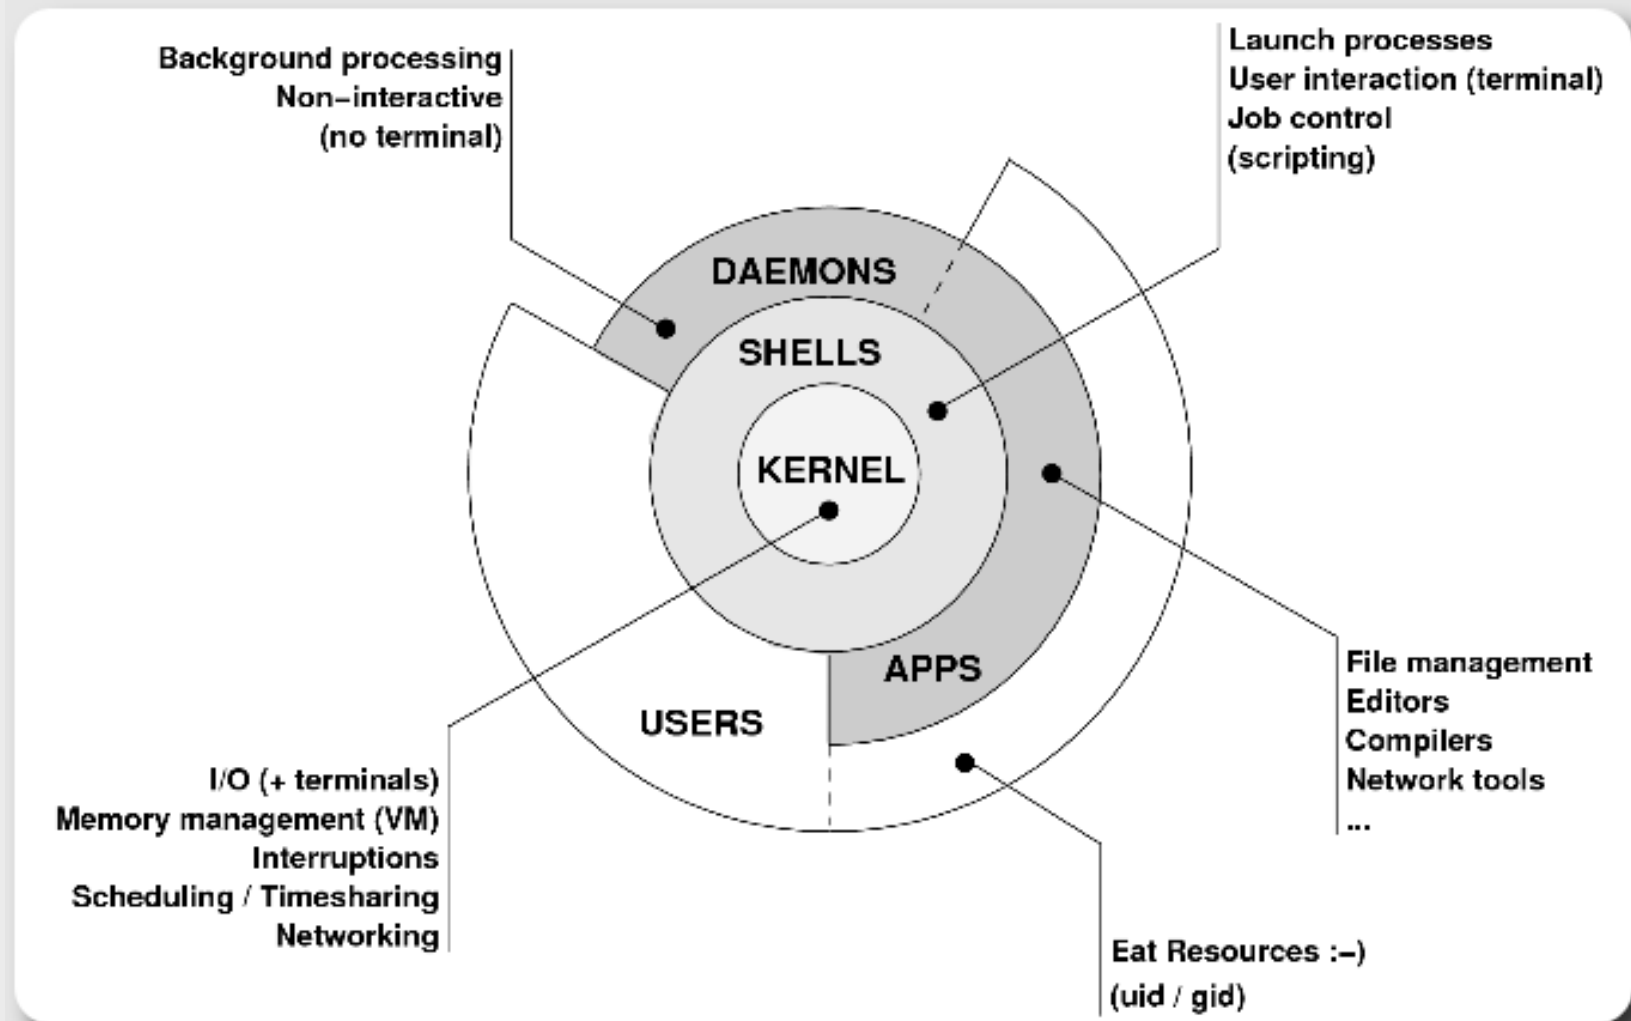 Background processing
Non-interactive
(no terminal)
Launch processes
User interaction (terminal)
Job control
(scripting)
DAEMONS
SHELLS
KERNEL
APPS
USERS
File management
Editors
Compilers
Network tools
...
I/O (+ terminals)
Memory management (VM)
Interruptions
Scheduling / Timesharing
Networking
Eat Resources :-)
(uid / gid)